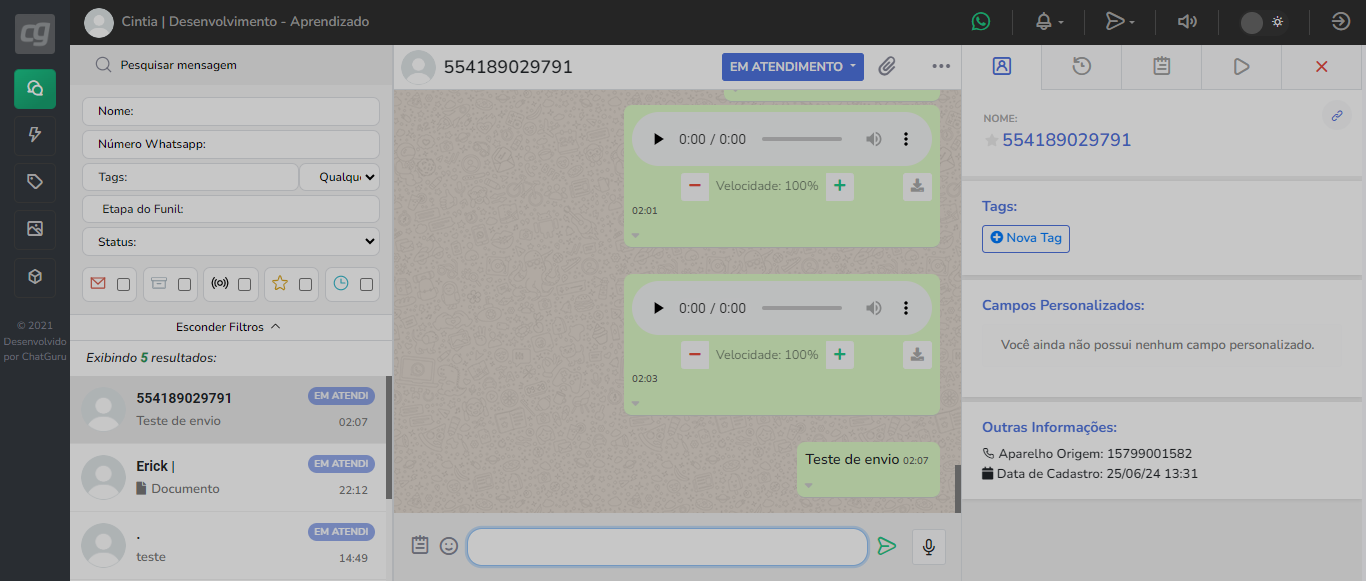 cg
Cintia | Desenvolvimento - Aprendizado
Pesquisar mensagem
Nome:
Número Whatsapp:
Tags:
Qualqu
Etapa do Funil:
Status:
Esconder Filtros
Exibindo 5 resultados:
554189029791
EM ATENDI
Teste de envio
02:07
Erick |
EM ATENDI
Documento
22:12
.
EM ATENDI
teste
14:49
© 2021
Desenvolvido
por ChatGuru
554189029791
EM ATENDIMENTO
0:00 / 0:00
Velocidade: 100%
02:01
0:00 / 0:00
Velocidade: 100%
02:03
Teste de envio 02:07
NOME:
554189029791
Tags:
Nova Tag
Campos Personalizados:
Você ainda não possui nenhum campo personalizado.
Outras Informações:
Aparelho Origem: 15799001582
Data de Cadastro: 25/06/24 13:31